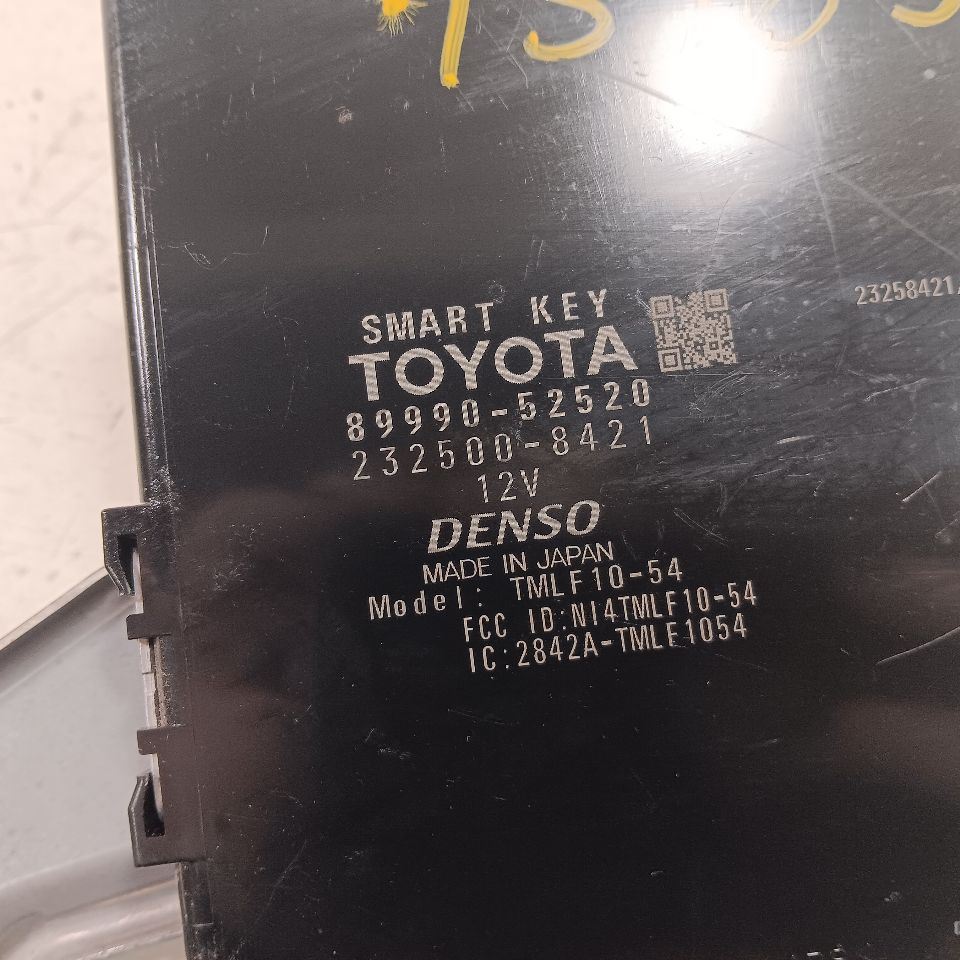 SMART KEY
TOYOTA
89990-52520
232500-8421
12V
DENSO
MADE IN JAPAN
Model: TMLF10-54
FCC ID:NI4TMLF10-54
IC:2842A-TMLF1054
23258421